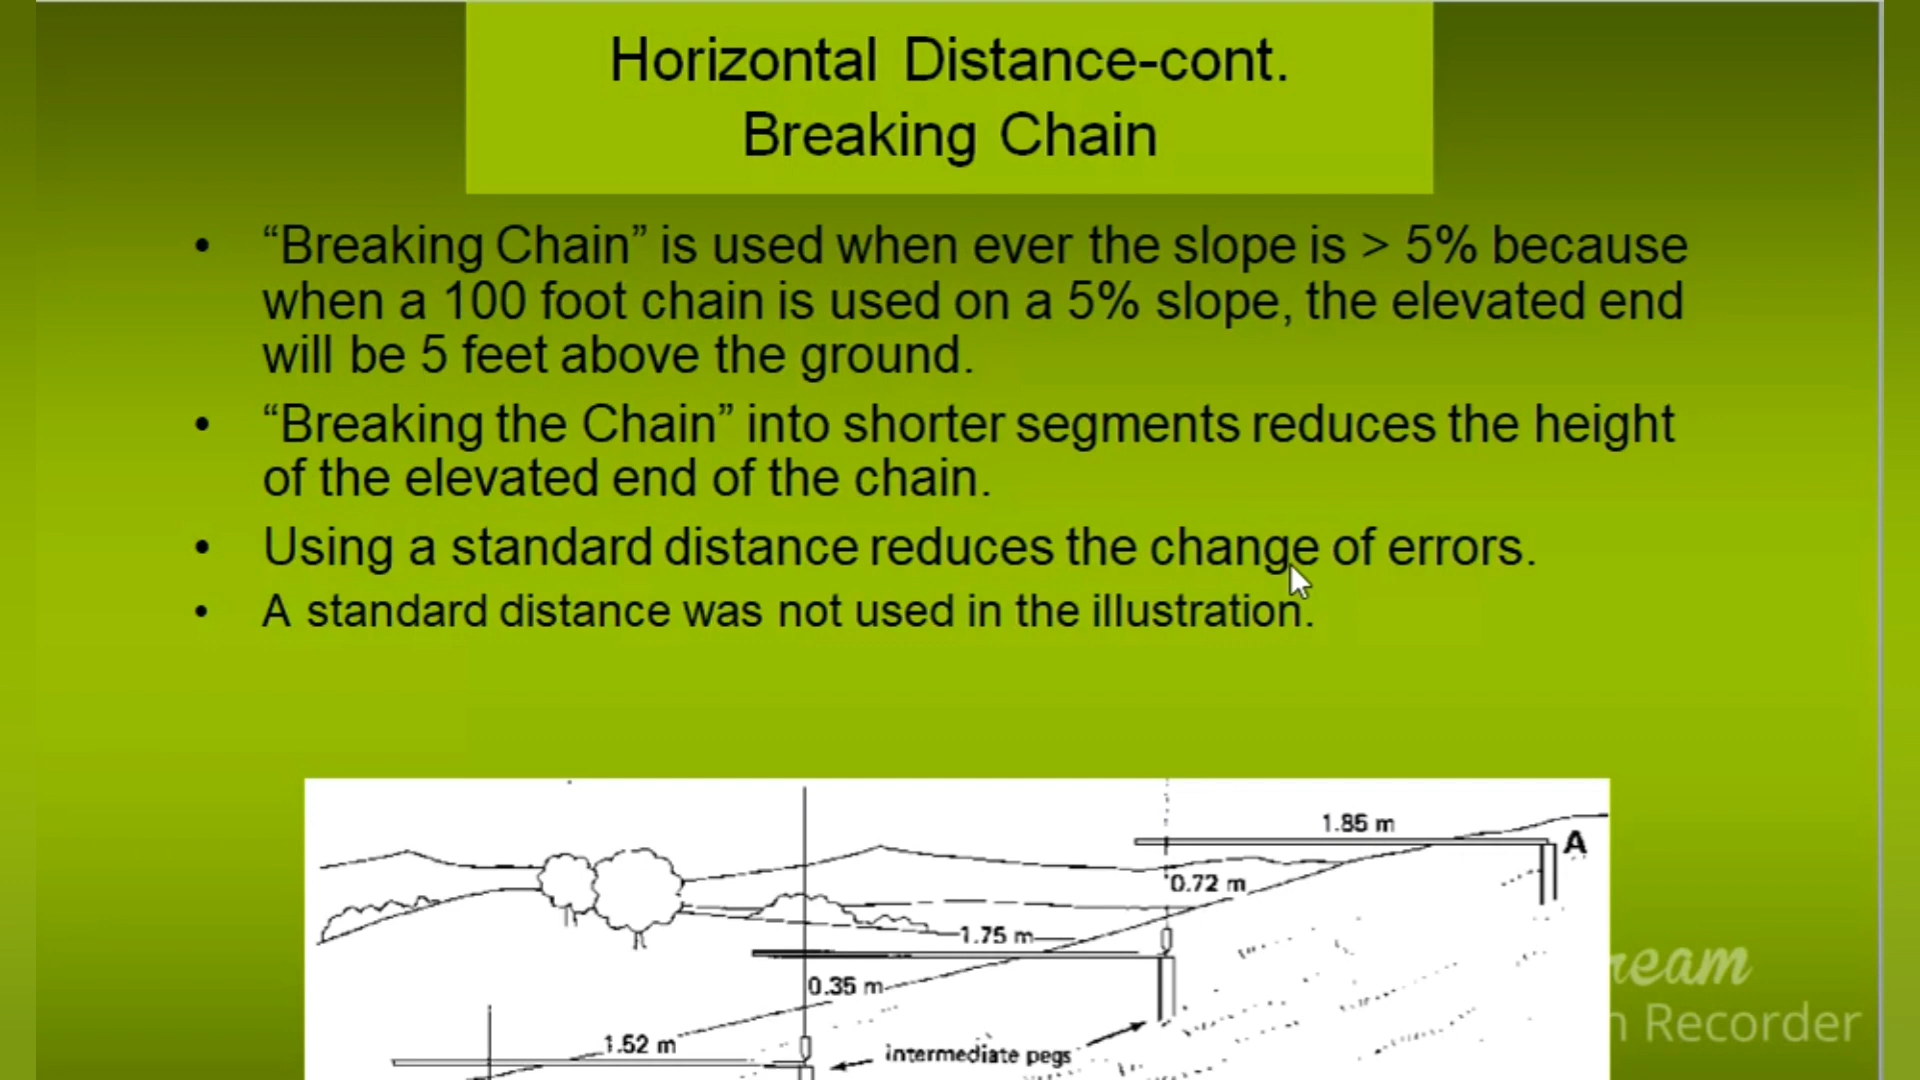 Horizontal Distance-cont.
Breaking Chain
• “Breaking Chain” is used when ever the slope is > 5% because
when a 100 foot chain is used on a 5% slope, the elevated end
will be 5 feet above the ground.
• “Breaking the Chain” into shorter segments reduces the height
of the elevated end of the chain.
• Using a standard distance reduces the change of errors.
• A standard distance was not used in the illustration.
1.85 m
A
0.72 m
1.75 m
0.35 m
1.52 m
intermediate pegs
Recorder